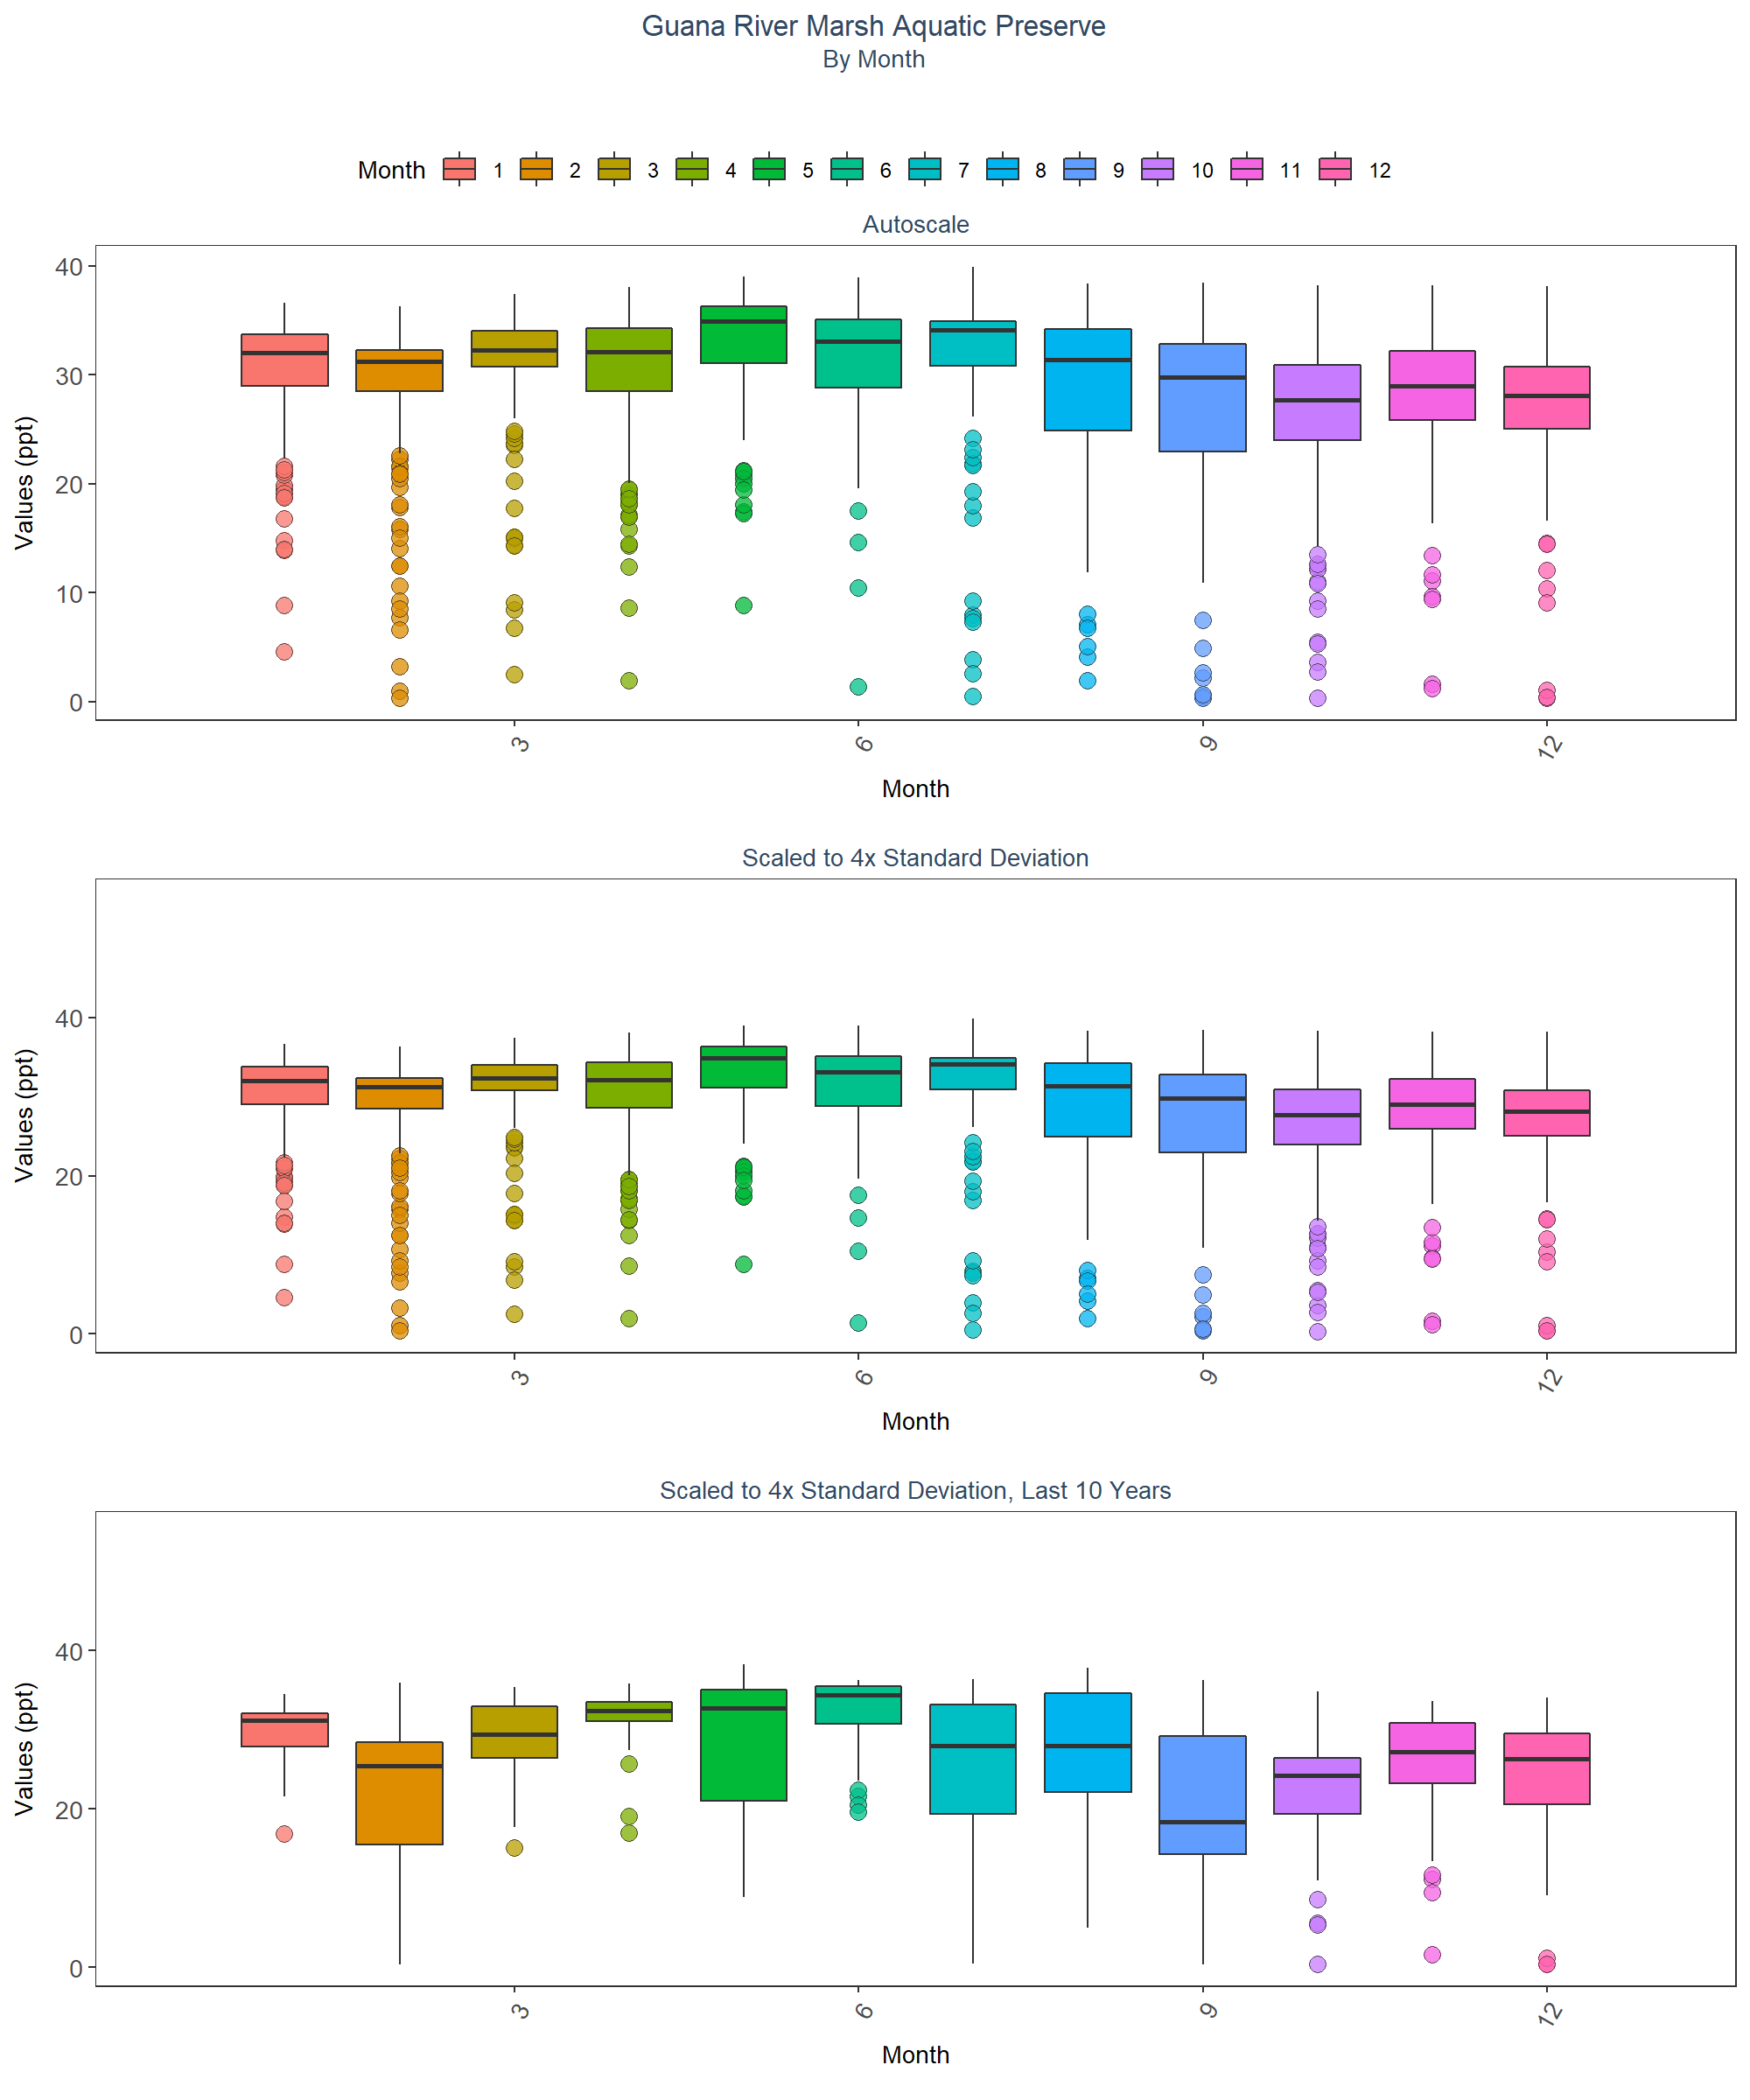 Guana River Marsh Aquatic Preserve
By Month
Month 1 2 3 4 5 6 7 8 9 10 11 12
Autoscale
Values (ppt)
40
30
20
10
0
3 6 9 12
Month
Scaled to 4x Standard Deviation
Values (ppt)
40
20
0
3 6 9 12
Month
Scaled to 4x Standard Deviation, Last 10 Years
Values (ppt)
40
20
0
3 6 9 12
Month